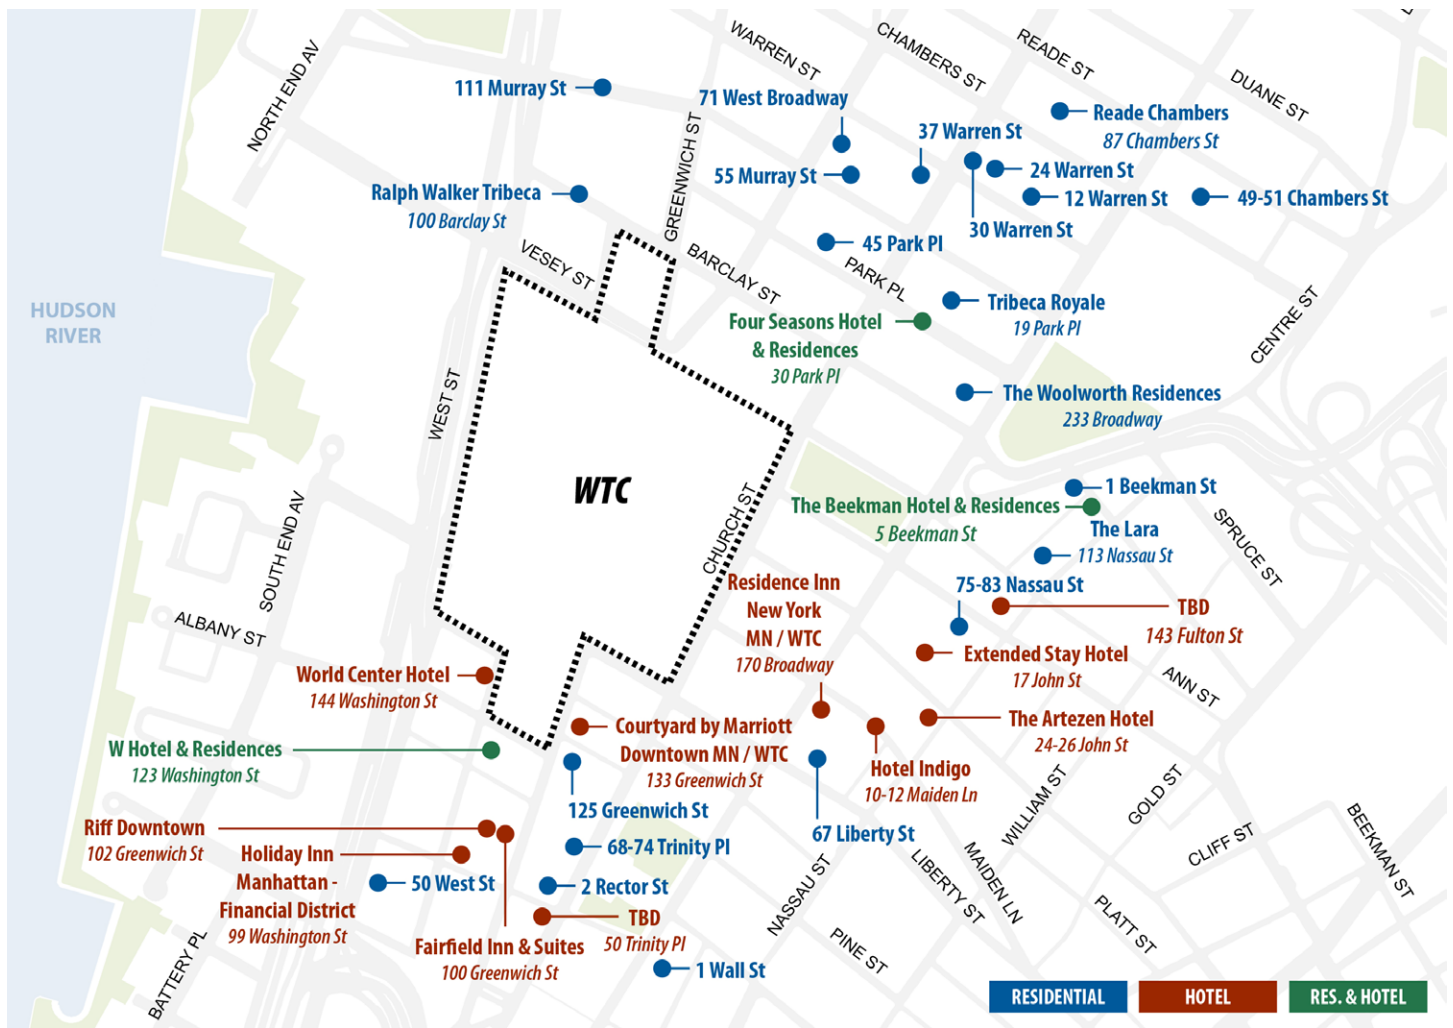 WARREN ST
CHAMBERS ST
READE ST
DUANE ST
NORTH END AV
111 Murray St
71 West Broadway
GREENWICH ST
37 Warren St
Reade Chambers
87 Chambers St
55 Murray St
24 Warren St
12 Warren St
49-51 Chambers St
30 Warren St
Ralph Walker Tribeca
100 Barclay St
45 Park Pl
VESEY ST
BARCLAY ST
PARK PL
HUDSON
RIVER
Tribeca Royale
19 Park Pl
CENTRE ST
Four Seasons Hotel
& Residences
30 Park Pl
WEST ST
The Woolworth Residences
233 Broadway
WTC
1 Beekman St
The Beekman Hotel & Residences
5 Beekman St
CHURCH ST
The Lara
113 Nassau St
SPRUCE ST
SOUTH END AV
Residence Inn
New York
MN / WTC
170 Broadway
75-83 Nassau St
TBD
143 Fulton St
ALBANY ST
Extended Stay Hotel
17 John St
World Center Hotel
144 Washington St
ANN ST
Courtyard by Marriott
Downtown MN / WTC
133 Greenwich St
The Artezen Hotel
24-26 John St
W Hotel & Residences
123 Washington St
Hotel Indigo
10-12 Maiden Ln
WILLIAM ST
GOLD ST
125 Greenwich St
67 Liberty St
CLIFF ST
BEEKMAN ST
Riff Downtown
102 Greenwich St
68-74 Trinity Pl
Holiday Inn
Manhattan -
Financial District
99 Washington St
50 West St
2 Rector St
NASSAU ST
LIBERTY ST
MAIDEN LN
PLATT ST
TBD
50 Trinity Pl
Fairfield Inn & Suites
100 Greenwich St
PINE ST
BATTERY PL
1 Wall St
RESIDENTIAL
HOTEL
RES. & HOTEL